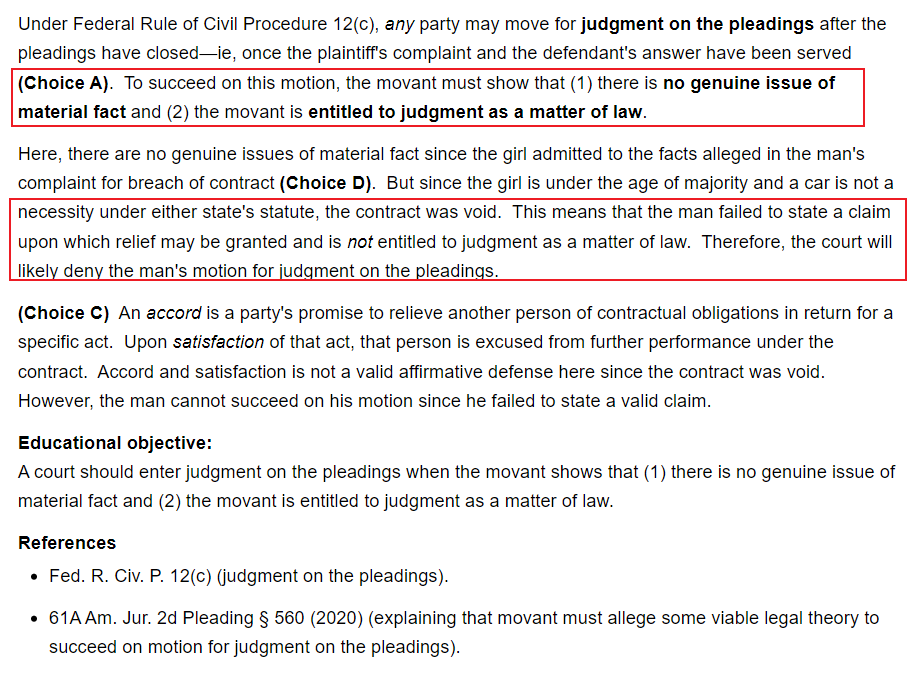 Under Federal Rule of Civil Procedure 12(c), any party may move for judgment on the pleadings after the
pleadings have closed—ie, once the plaintiff's complaint and the defendant's answer have been served
(Choice A).  To succeed on this motion, the movant must show that (1) there is no genuine issue of
material fact and (2) the movant is entitled to judgment as a matter of law.
Here, there are no genuine issues of material fact since the girl admitted to the facts alleged in the man's
complaint for breach of contract (Choice D).  But since the girl is under the age of majority and a car is not a
necessity under either state's statute, the contract was void.  This means that the man failed to state a claim
upon which relief may be granted and is not entitled to judgment as a matter of law.  Therefore, the court will
likely deny the man's motion for judgment on the pleadings.
(Choice C)  An accord is a party's promise to relieve another person of contractual obligations in return for a
specific act.  Upon satisfaction of that act, that person is excused from further performance under the
contract.  Accord and satisfaction is not a valid affirmative defense here since the contract was void.
However, the man cannot succeed on his motion since he failed to state a valid claim.
Educational objective:
A court should enter judgment on the pleadings when the movant shows that (1) there is no genuine issue of
material fact and (2) the movant is entitled to judgment as a matter of law.
References
• Fed. R. Civ. P. 12(c) (judgment on the pleadings).
• 61A Am. Jur. 2d Pleading § 560 (2020) (explaining that movant must allege some viable legal theory to
succeed on motion for judgment on the pleadings).